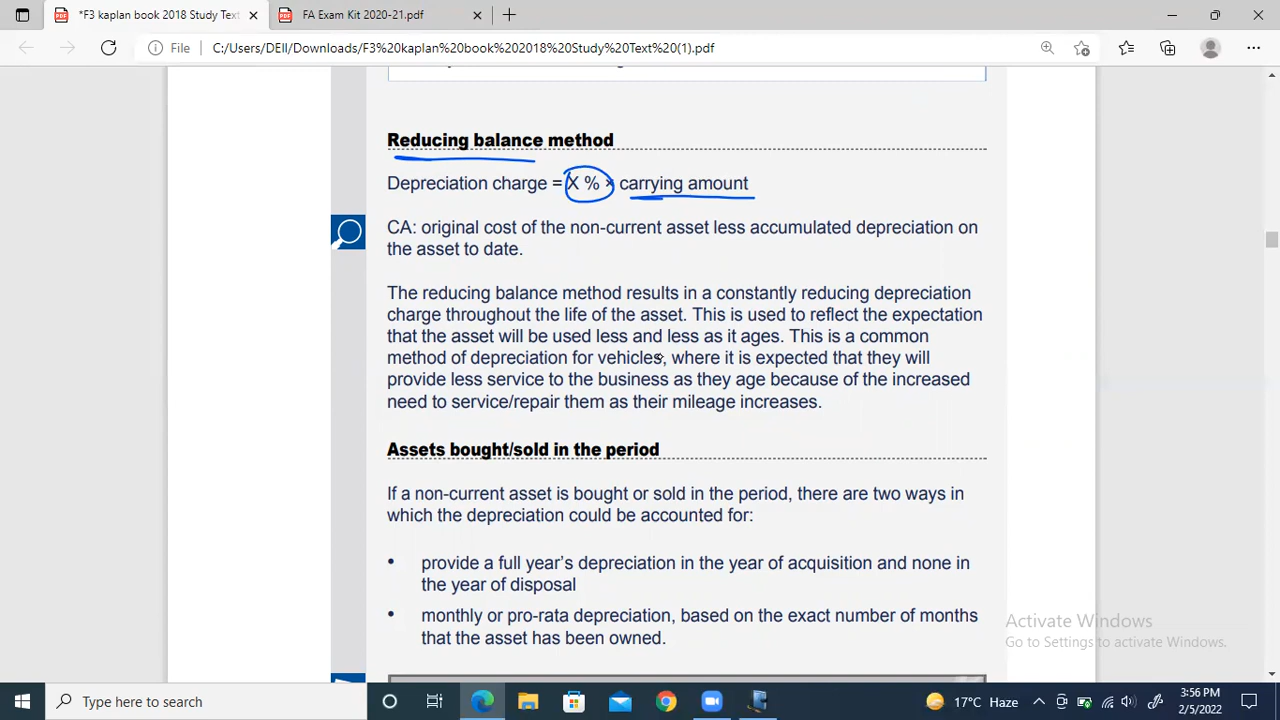 *F3 kaplan book 2018 Study Text
FA Exam Kit 2020-21.pdf
File
C:/Users/DEll/Downloads/F3%20kaplan%20book%202018%20Study%20Text%20(1).pdf
Reducing balance method
Depreciation charge = X % × carrying amount
CA: original cost of the non-current asset less accumulated depreciation on
the asset to date.
The reducing balance method results in a constantly reducing depreciation
charge throughout the life of the asset. This is used to reflect the expectation
that the asset will be used less and less as it ages. This is a common
method of depreciation for vehicles, where it is expected that they will
provide less service to the business as they age because of the increased
need to service/repair them as their mileage increases.
Assets bought/sold in the period
If a non-current asset is bought or sold in the period, there are two ways in
which the depreciation could be accounted for:
• provide a full year's depreciation in the year of acquisition and none in
the year of disposal
• monthly or pro-rata depreciation, based on the exact number of months
that the asset has been owned.
Activate Windows
Go to Settings to activate Windows.
Type here to search
17°C Haze
3:56 PM
2/5/2022